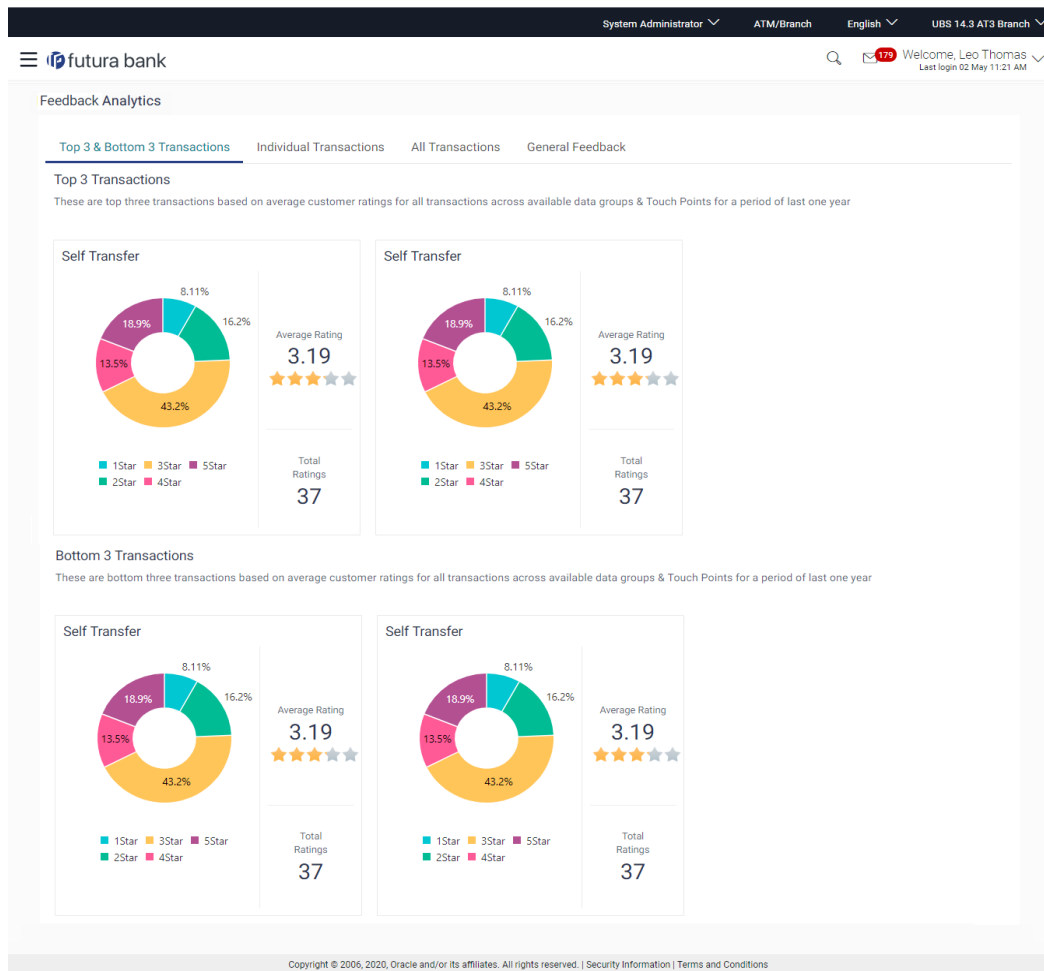 System Administrator ATM/Branch English UBS 14.3 AT3 Branch
futura bank 179 Welcome, Leo Thomas
Last login 02 May 11:21 AM
Feedback Analytics
Top 3 & Bottom 3 Transactions Individual Transactions All Transactions General Feedback
Top 3 Transactions
These are top three transactions based on average customer ratings for all transactions across available data groups & Touch Points for a period of last one year
Self Transfer
8.11%
16.2%
18.9%
13.5%
43.2%
1Star 3Star 5Star
2Star 4Star
Average Rating
3.19
Total
Ratings
37
Self Transfer
8.11%
16.2%
18.9%
13.5%
43.2%
1Star 3Star 5Star
2Star 4Star
Average Rating
3.19
Total
Ratings
37
Bottom 3 Transactions
These are bottom three transactions based on average customer ratings for all transactions across available data groups & Touch Points for a period of last one year
Self Transfer
8.11%
16.2%
18.9%
13.5%
43.2%
1Star 3Star 5Star
2Star 4Star
Average Rating
3.19
Total
Ratings
37
Self Transfer
8.11%
16.2%
18.9%
13.5%
43.2%
1Star 3Star 5Star
2Star 4Star
Average Rating
3.19
Total
Ratings
37
Copyright © 2006, 2020, Oracle and/or its affiliates. All rights reserved. | Security Information | Terms and Conditions